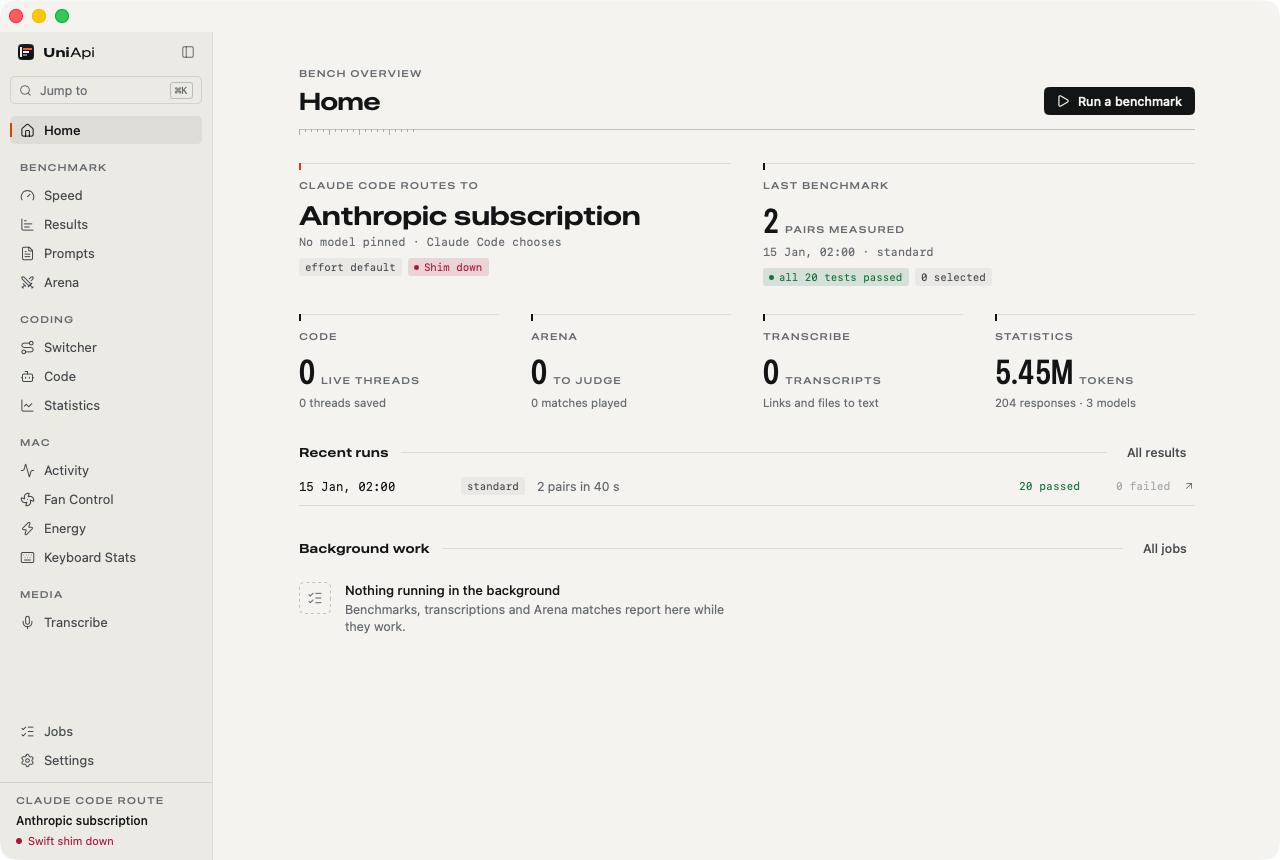 UniApi
Jump to ⌘K
Home
BENCHMARK
Speed
Results
Prompts
Arena
CODING
Switcher
Code
Statistics
MAC
Activity
Fan Control
Energy
Keyboard Stats
MEDIA
Transcribe
Jobs
Settings
CLAUDE CODE ROUTE
Anthropic subscription
Swift shim down
BENCH OVERVIEW
Home
Run a benchmark
CLAUDE CODE ROUTES TO
Anthropic subscription
No model pinned · Claude Code chooses
effort default Shim down
LAST BENCHMARK
2 PAIRS MEASURED
15 Jan, 02:00 · standard
all 20 tests passed 0 selected
CODE
0 LIVE THREADS
0 threads saved
ARENA
0 TO JUDGE
0 matches played
TRANSCRIBE
0 TRANSCRIPTS
Links and files to text
STATISTICS
5.45M TOKENS
204 responses · 3 models
Recent runs All results
15 Jan, 02:00 standard 2 pairs in 40 s 20 passed 0 failed
Background work All jobs
Nothing running in the background
Benchmarks, transcriptions and Arena matches report here while
they work.